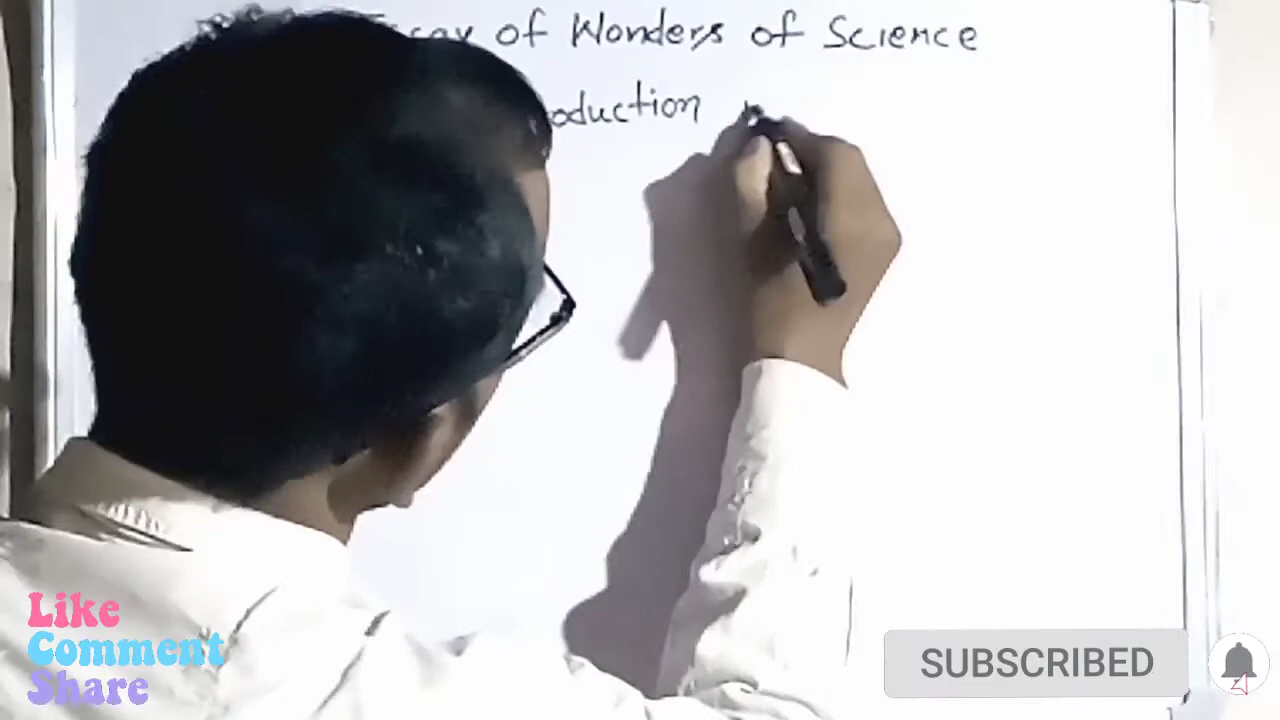 of Wonders of Science
oduction
Like
Comment
Share
SUBSCRIBED